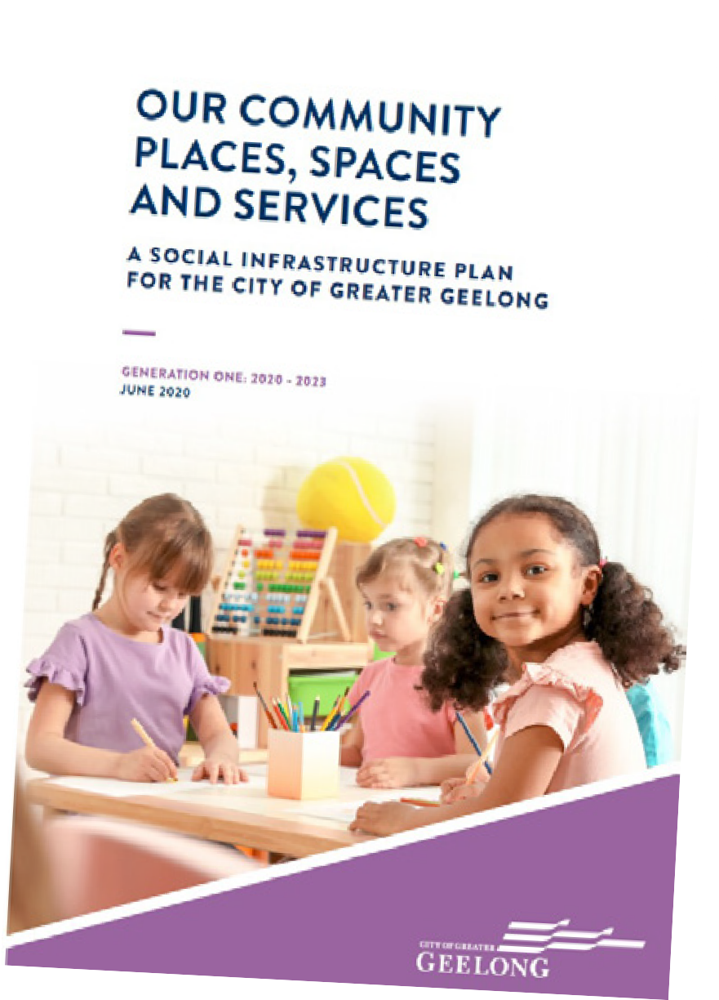 OUR COMMUNITY
PLACES, SPACES
AND SERVICES
A SOCIAL INFRASTRUCTURE PLAN
FOR THE CITY OF GREATER GEELONG
GENERATION ONE: 2020 - 2023
JUNE 2020
CITY OF GREATER
GEELONG